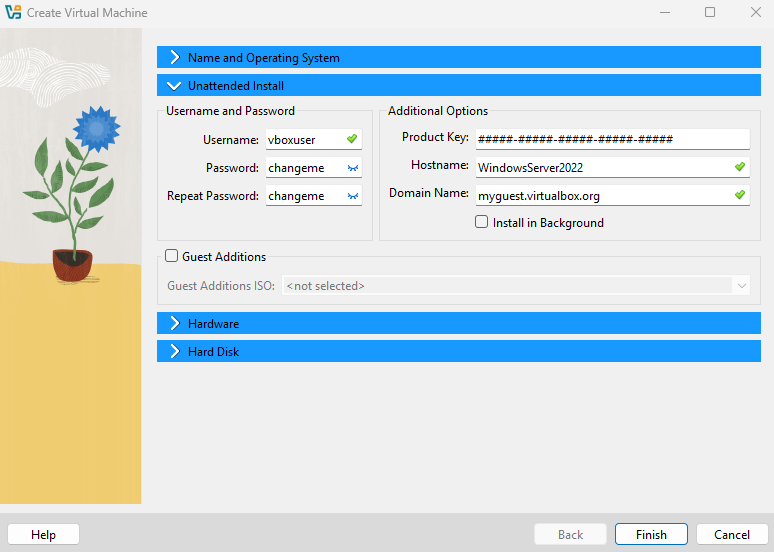 Create Virtual Machine
Name and Operating System
Unattended Install
Username and Password
Username: vboxuser
Password: changeme
Repeat Password: changeme
Additional Options
Product Key: #####-#####-#####-#####-#####
Hostname: WindowsServer2022
Domain Name: myguest.virtualbox.org
Install in Background
Guest Additions
Guest Additions ISO: <not selected>
Hardware
Hard Disk
Help Back Finish Cancel